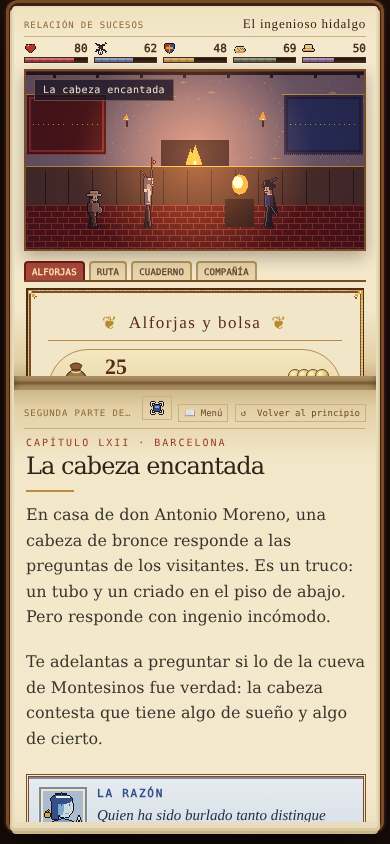 RELACIÓN DE SUCESOS
El ingenioso hidalgo
80 62 48 69 50
La cabeza encantada
ALFORJAS RUTA CUADERNO COMPAÑÍA
Alforjas y bolsa
25
SEGUNDA PARTE DE…
Menú
↺ Volver al principio
CAPÍTULO LXII · BARCELONA
La cabeza encantada
En casa de don Antonio Moreno, una
cabeza de bronce responde a las
preguntas de los visitantes. Es un truco:
un tubo y un criado en el piso de abajo.
Pero responde con ingenio incómodo.
Te adelantas a preguntar si lo de la cueva
de Montesinos fue verdad: la cabeza
contesta que tiene algo de sueño y algo
de cierto.
LA RAZÓN
Quien ha sido burlado tanto distingue